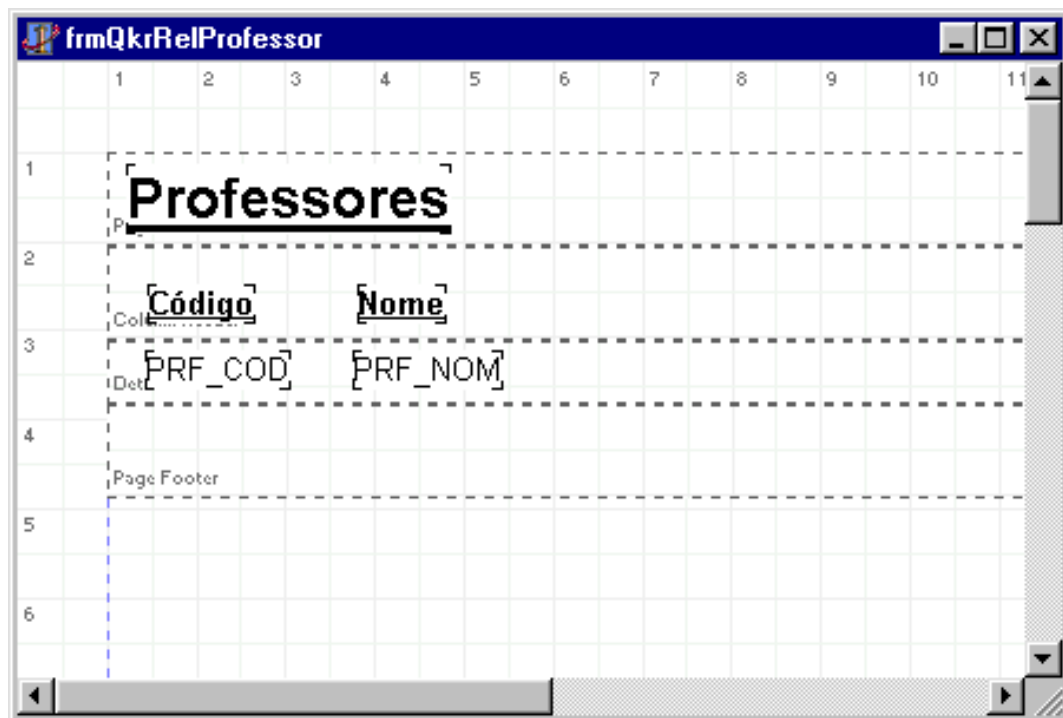 frmQkrRelProfessor
1 2 3 4 5 6 7 8 9 10 11
1
Professores
2
Código Nome
3
PRF_COD PRF_NOM
4
Page Footer
5
6